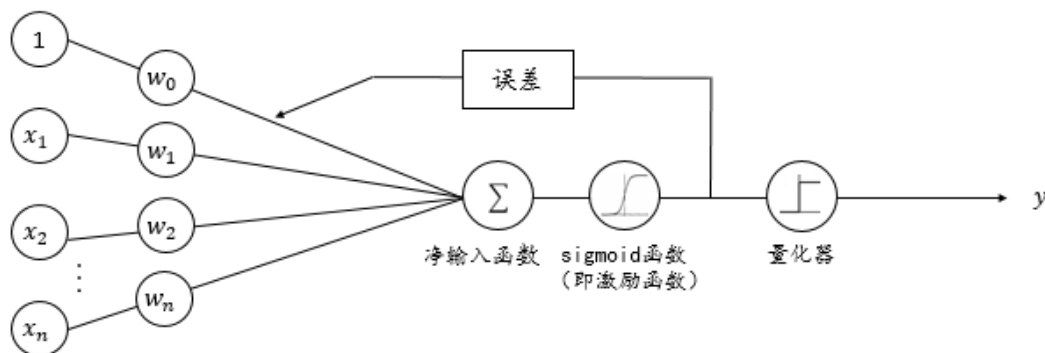 1
w₀
误差
x₁
w₁
∑
y
x₂
w₂
净输入函数
sigmoid函数
(即激励函数)
量化器
⋮
wₙ
xₙ